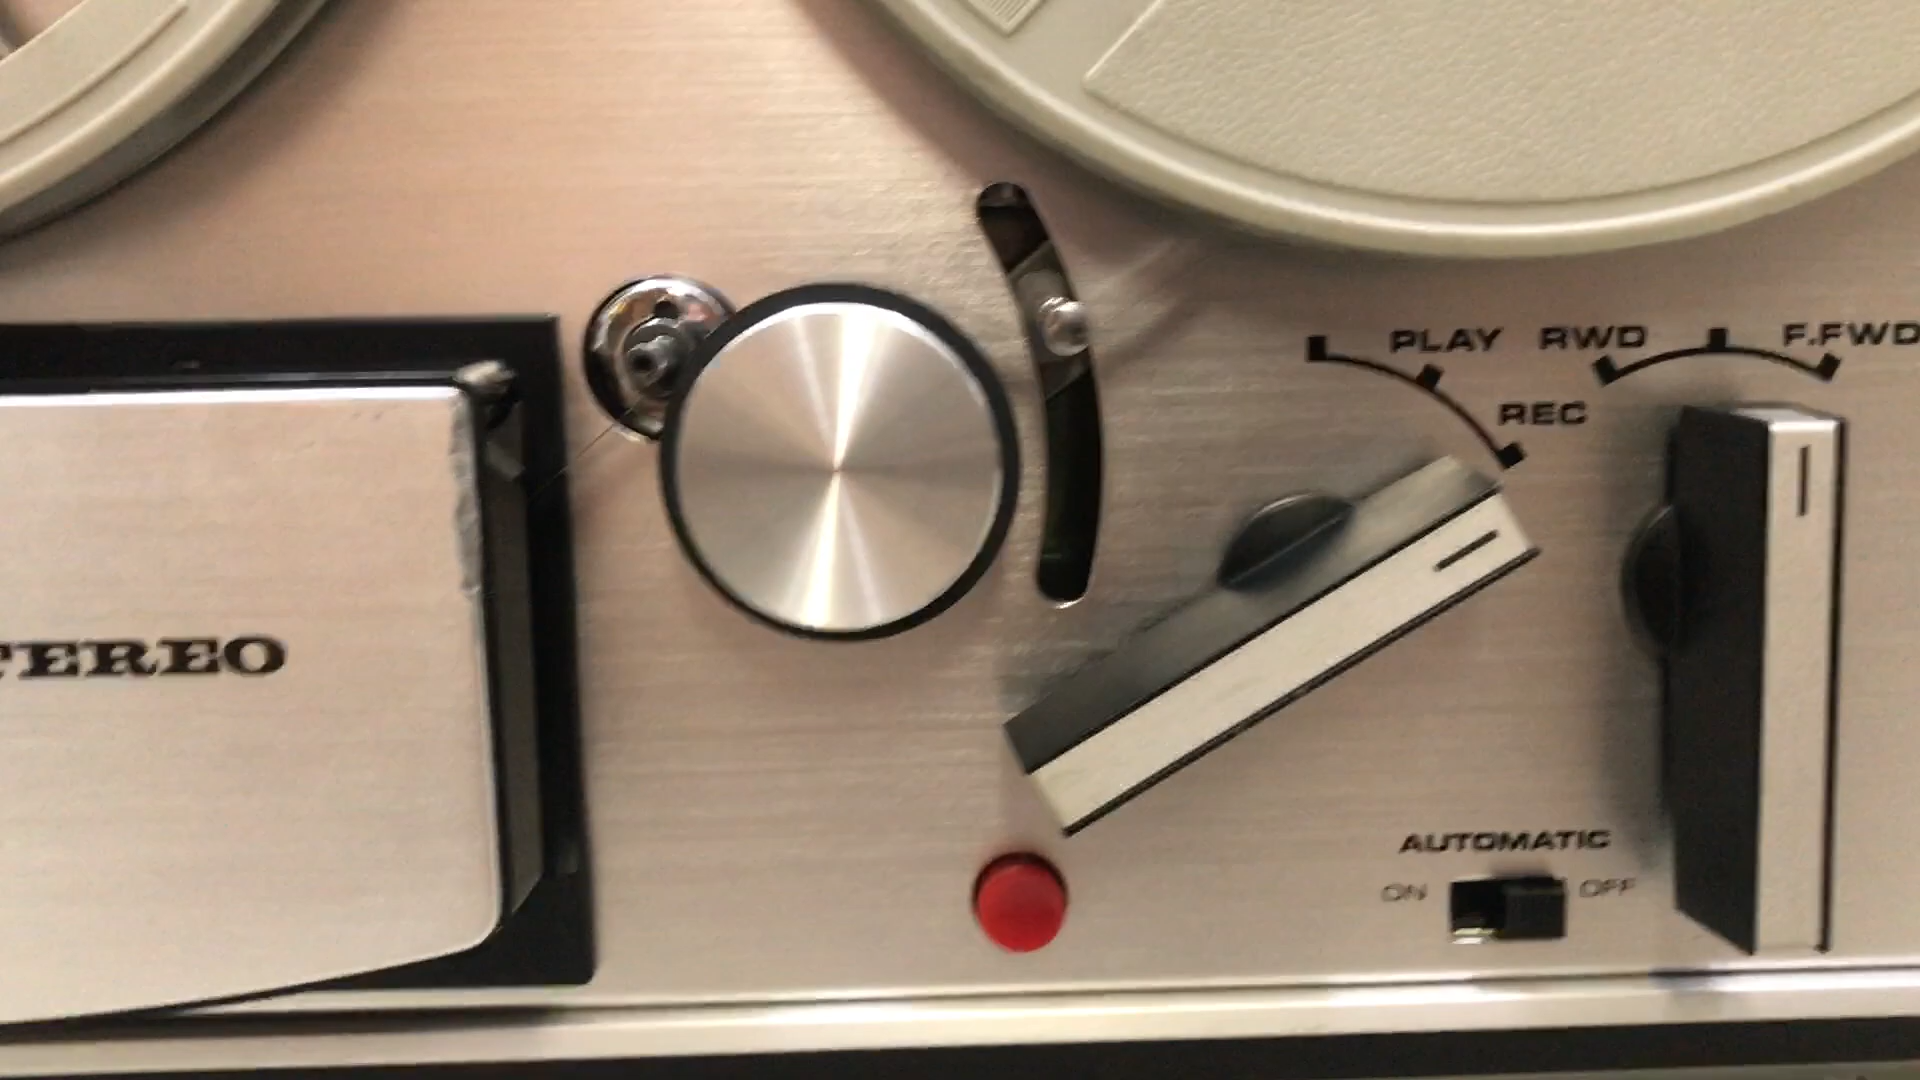 PLAY RWD F.FWD
REC
TEREO
AUTOMATIC
ON OFF